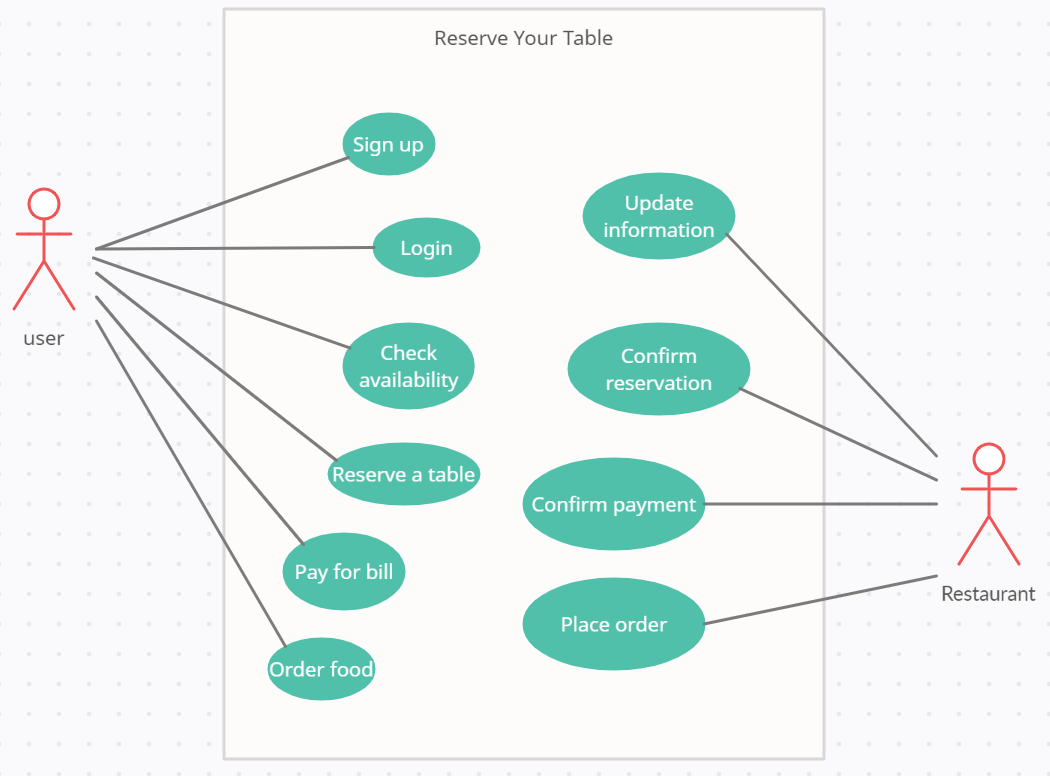 Reserve Your Table
Sign up
Login
Check
availability
Reserve a table
Pay for bill
Order food
Update
information
Confirm
reservation
Confirm payment
Place order
user
Restaurant